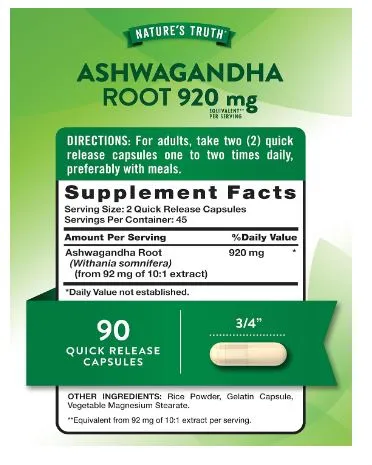 NATURE'S TRUTH®
ASHWAGANDHA
ROOT 920 mg
EQUIVALENT**
PER SERVING
DIRECTIONS: For adults, take two (2) quick
release capsules one to two times daily,
preferably with meals.
Supplement Facts
Serving Size: 2 Quick Release Capsules
Servings Per Container: 45
Amount Per Serving %Daily Value
Ashwagandha Root 920 mg *
(Withania somnifera)
(from 92 mg of 10:1 extract)
*Daily Value not established.
90
QUICK RELEASE
CAPSULES
3/4"
OTHER INGREDIENTS: Rice Powder, Gelatin Capsule,
Vegetable Magnesium Stearate.
**Equivalent from 92 mg of 10:1 extract per serving.